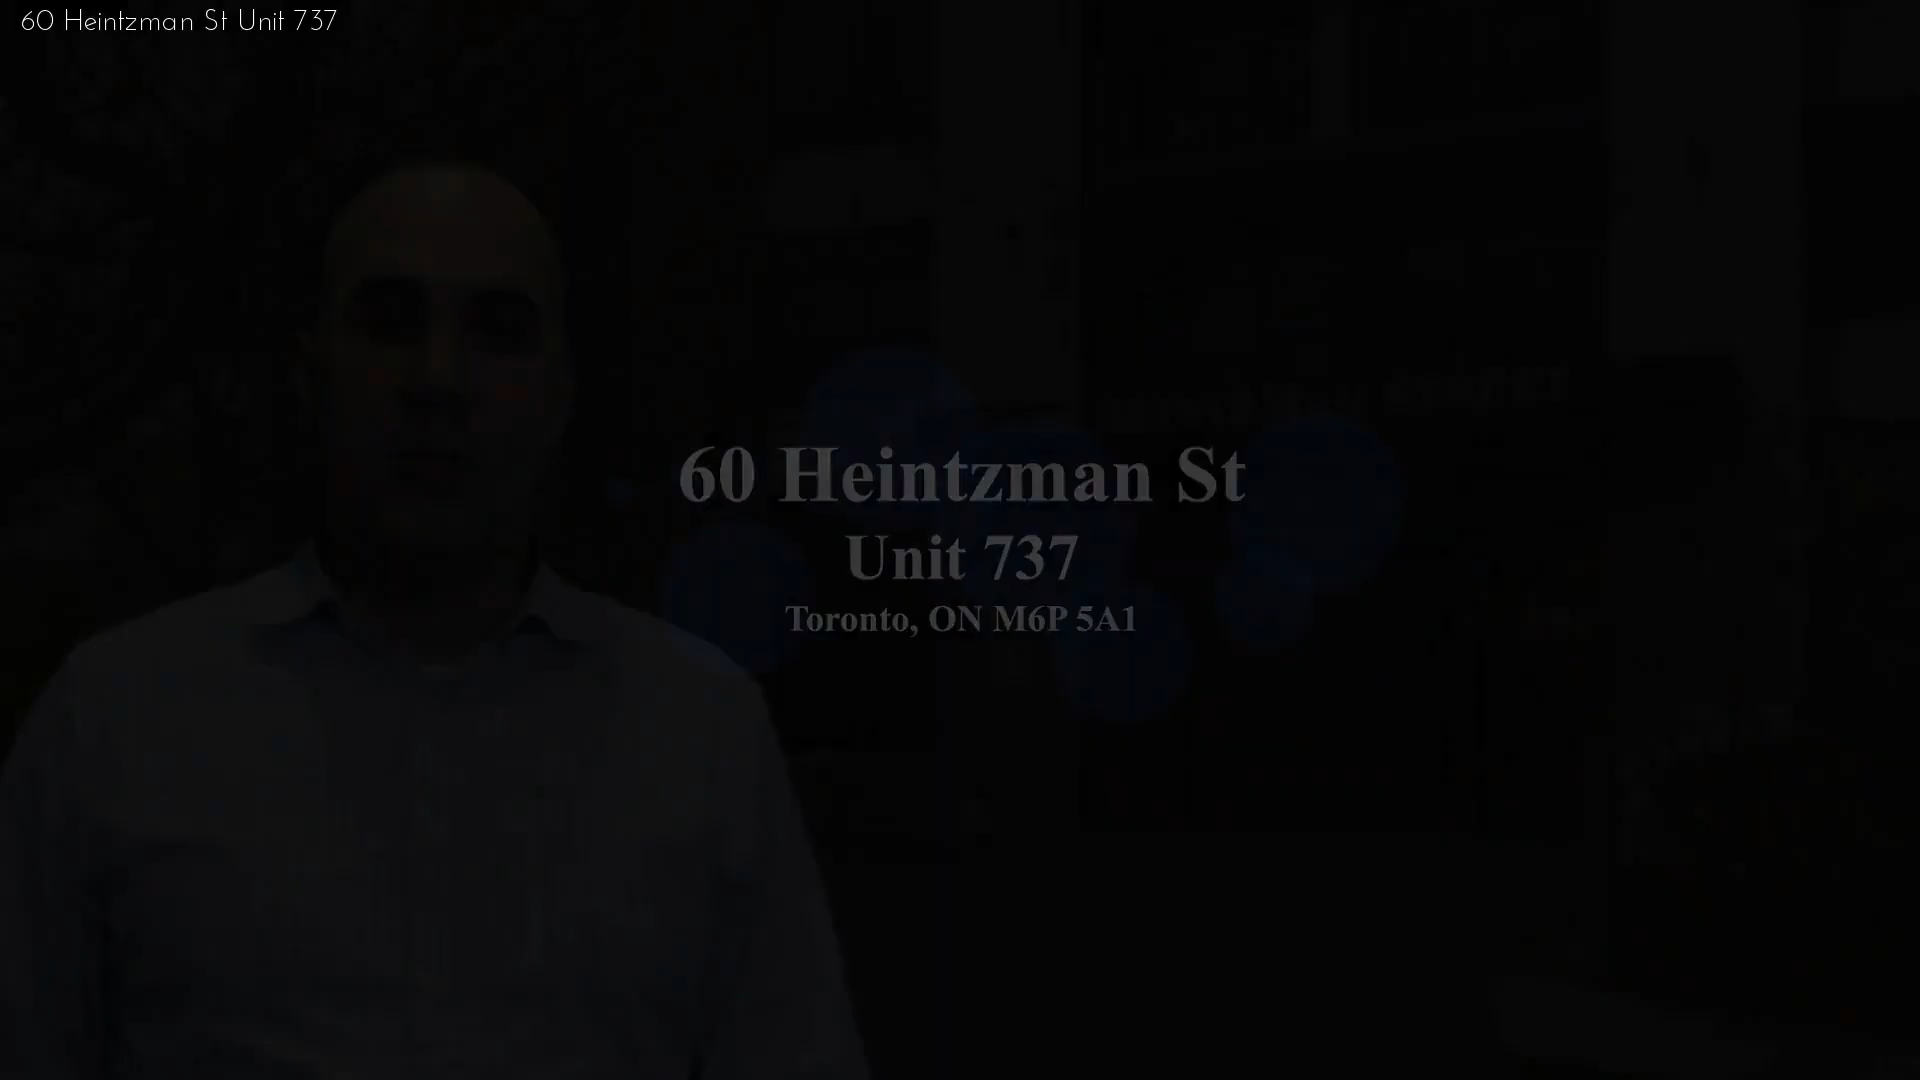 60 Heintzman St Unit 737
60 Heintzman St
Unit 737
Toronto, ON M6P 5A1